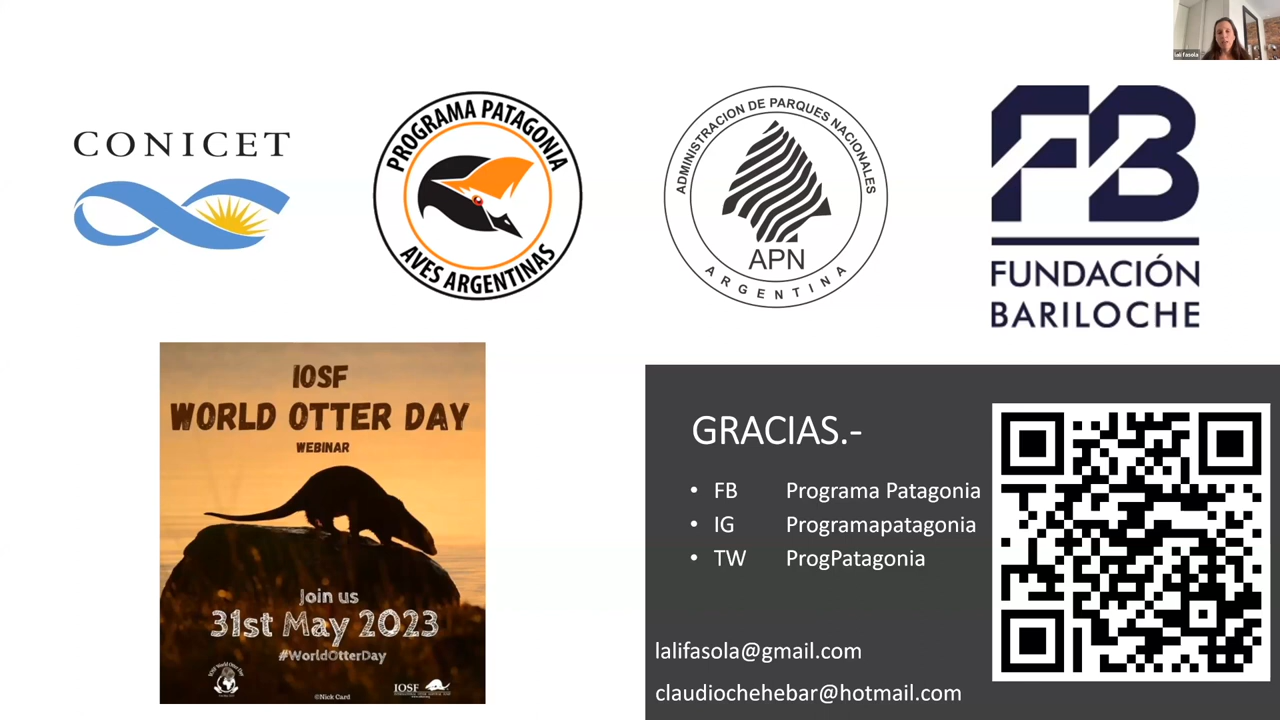 lali fasola
CONICET
PROGRAMA PATAGONIA
AVES ARGENTINAS
ADMINISTRACION DE PARQUES NACIONALES
APN
ARGENTINA
FB
FUNDACIÓN
BARILOCHE
IOSF
WORLD OTTER DAY
WEBINAR
Join us
31st May 2023
#WorldOtterDay
©Nick Card
IOSF
GRACIAS.-
• FB Programa Patagonia
• IG Programapatagonia
• TW ProgPatagonia
lalifasola@gmail.com
claudiochehebar@hotmail.com